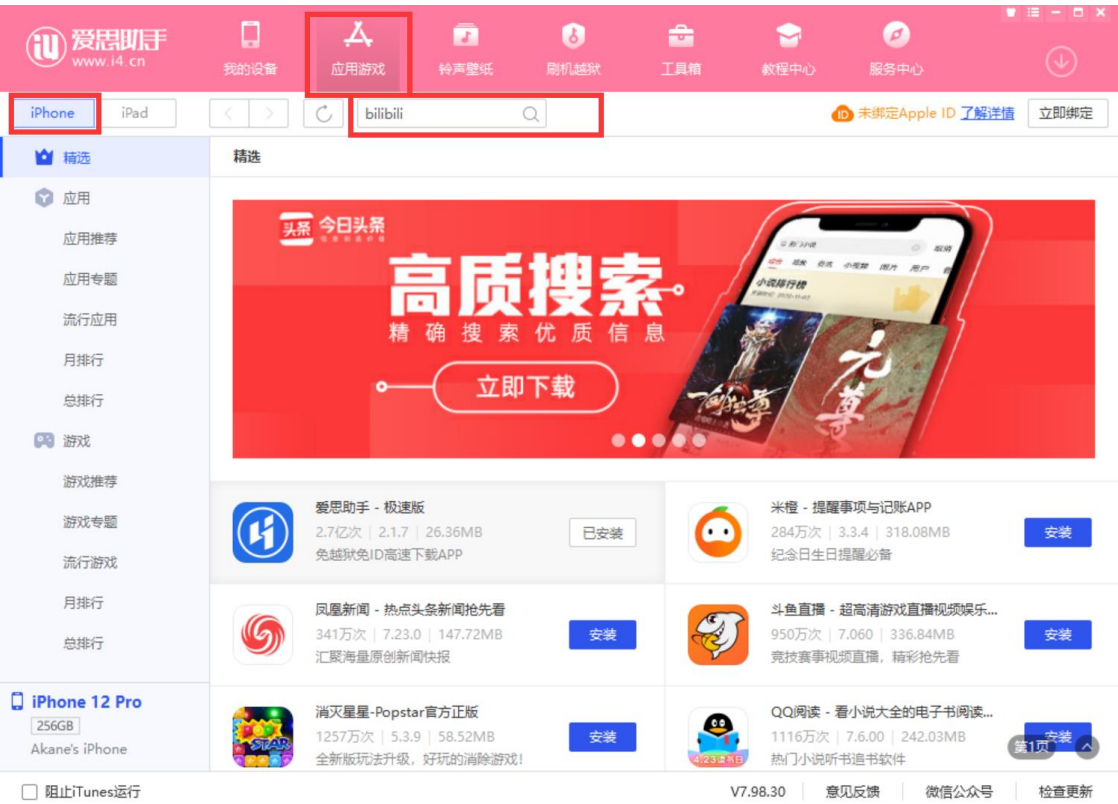 爱思助手
www.i4.cn
我的设备
应用游戏
铃声壁纸
刷机越狱
工具箱
教程中心
服务中心
iPhone
iPad
bilibili
未绑定Apple ID 了解详情
立即绑定
精选
应用
应用推荐
应用专题
流行应用
月排行
总排行
游戏
游戏推荐
游戏专题
流行游戏
月排行
总排行
iPhone 12 Pro
256GB
Akane's iPhone
精选
头条 今日头条
高质搜索
精确搜索优质信息
立即下载
取消
小说排行榜
元尊
爱思助手 - 极速版
2.7亿次 | 2.1.7 | 26.36MB
免越狱免ID高速下载APP
已安装
米橙 - 提醒事项与记账APP
284万次 | 3.3.4 | 318.08MB
纪念日生日提醒必备
安装
凤凰新闻 - 热点头条新闻抢先看
341万次 | 7.23.0 | 147.72MB
汇聚海量原创新闻快报
安装
斗鱼直播 - 超高清游戏直播视频娱乐...
950万次 | 7.060 | 336.84MB
竞技赛事视频直播，精彩抢先看
安装
消灭星星-Popstar官方正版
1257万次 | 5.3.9 | 58.52MB
全新版玩法升级，好玩的消除游戏!
安装
QQ阅读 - 看小说大全的电子书阅读...
1116万次 | 7.6.00 | 242.03MB
热门小说听书追书软件
安装
4.23读书日
第1页
阻止iTunes运行
V7.98.30
意见反馈
微信公众号
检查更新